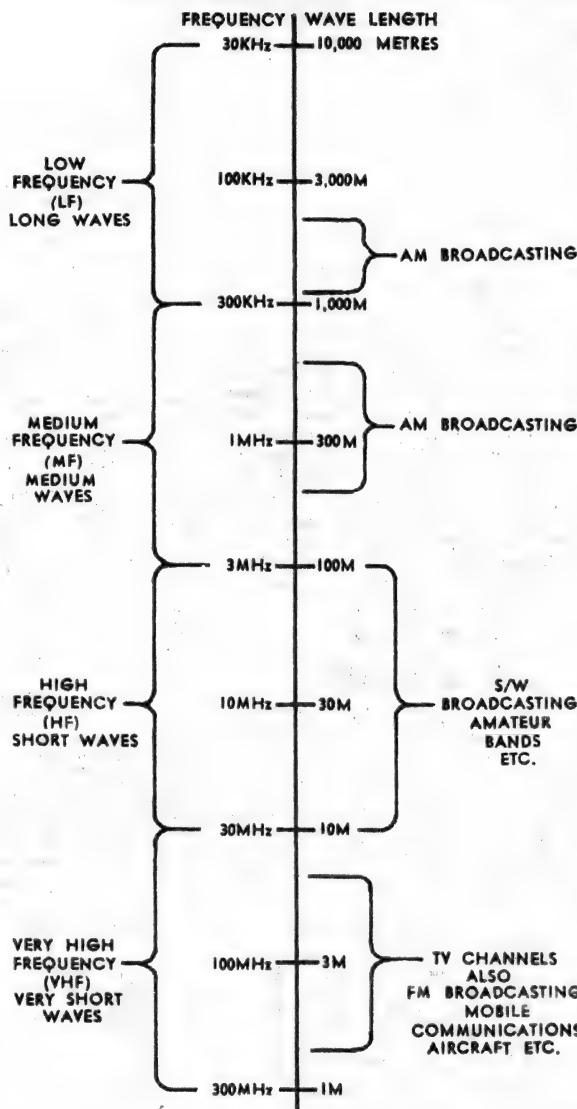 FREQUENCY WAVE LENGTH
30KHz 10,000 METRES
LOW
FREQUENCY
(LF)
LONG WAVES
100KHz 3,000M
AM BROADCASTING
300KHz 1,000M
MEDIUM
FREQUENCY
(MF)
MEDIUM
WAVES
AM BROADCASTING
1MHz 300M
3MHz 100M
HIGH
FREQUENCY
(HF)
SHORT WAVES
10MHz 30M
S/W
BROADCASTING
AMATEUR
BANDS
ETC.
30MHz 10M
VERY HIGH
FREQUENCY
(VHF)
VERY SHORT
WAVES
100MHz 3M
TV CHANNELS
ALSO
FM BROADCASTING
MOBILE
COMMUNICATIONS
AIRCRAFT ETC.
300MHz 1M